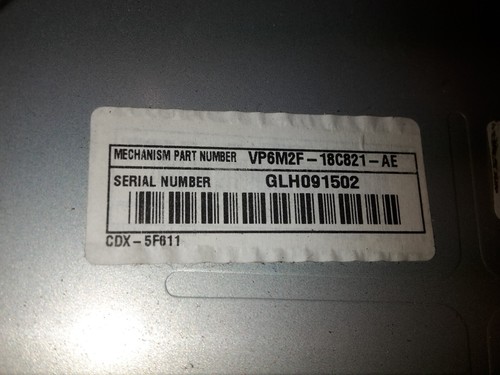 MECHANISM PART NUMBER VP6M2F-18C821-AE
SERIAL NUMBER GLH091502
CDX-5F611